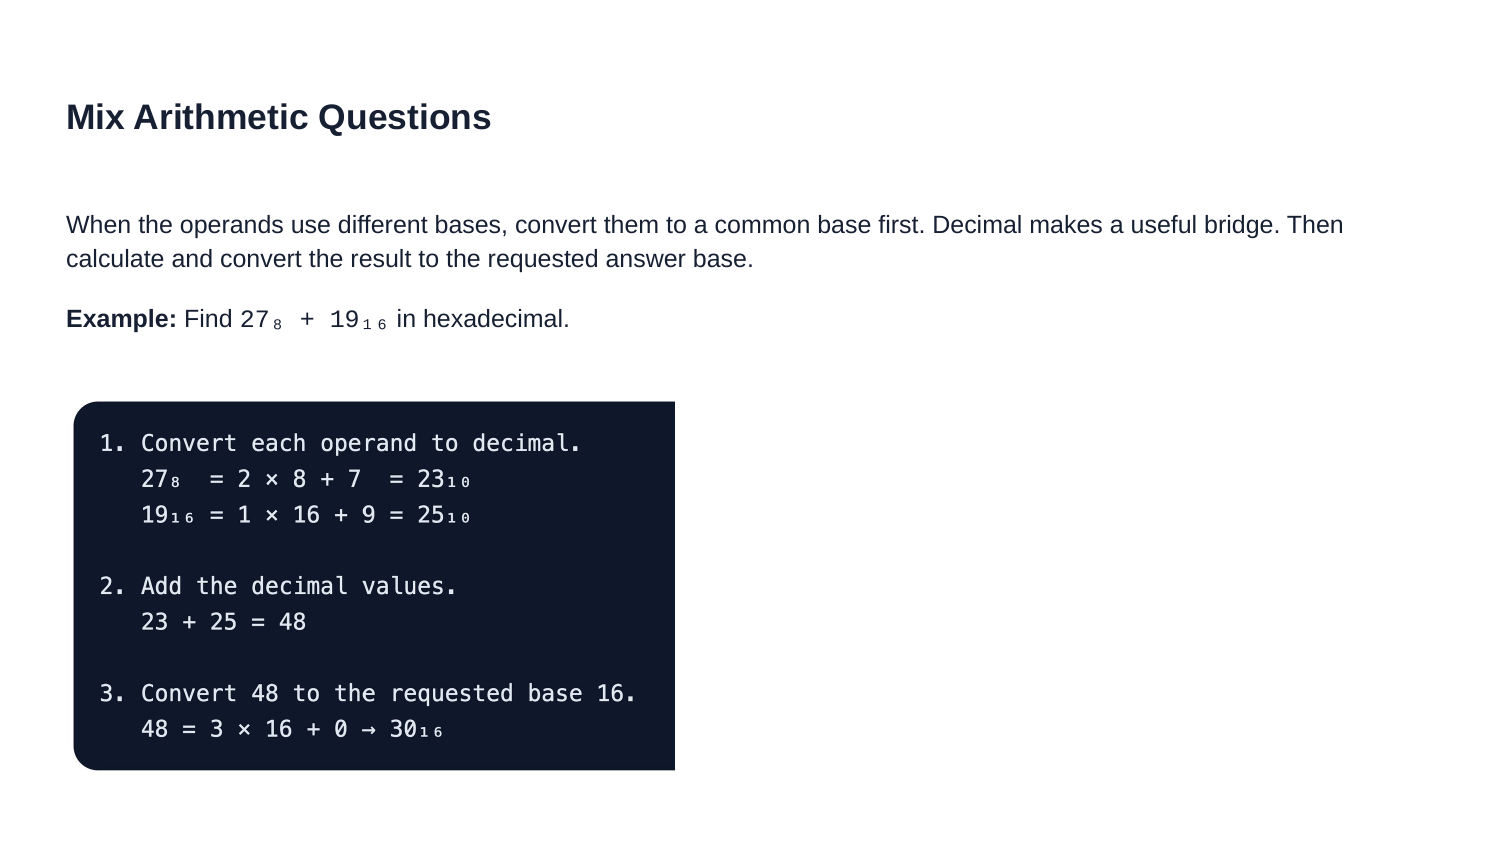 Mix Arithmetic Questions
When the operands use different bases, convert them to a common base first. Decimal makes a useful bridge. Then
calculate and convert the result to the requested answer base.
Example: Find 27₈ + 19₁₆ in hexadecimal.
1. Convert each operand to decimal.
27₈  = 2 × 8 + 7  = 23₁₀
19₁₆ = 1 × 16 + 9 = 25₁₀
2. Add the decimal values.
23 + 25 = 48
3. Convert 48 to the requested base 16.
48 = 3 × 16 + 0 → 30₁₆